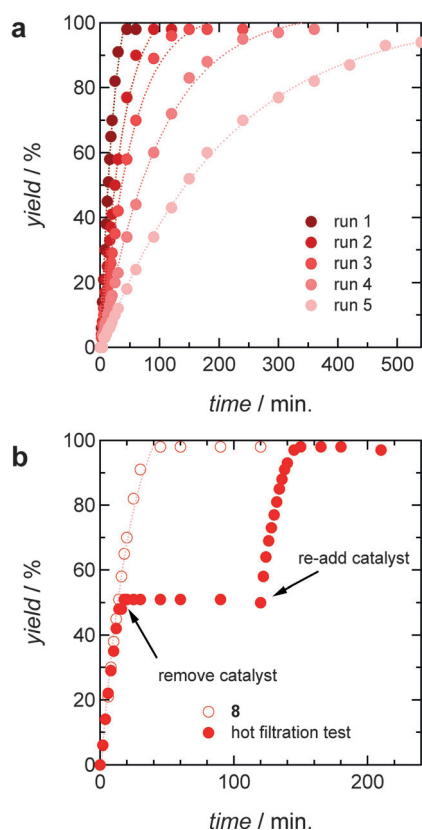 a
100
80
60
40
20
0
yield / %
run 1
run 2
run 3
run 4
run 5
0 100 200 300 400 500
time / min.
b
100
80
60
40
20
0
yield / %
re-add catalyst
remove catalyst
8
hot filtration test
0 100 200
time / min.